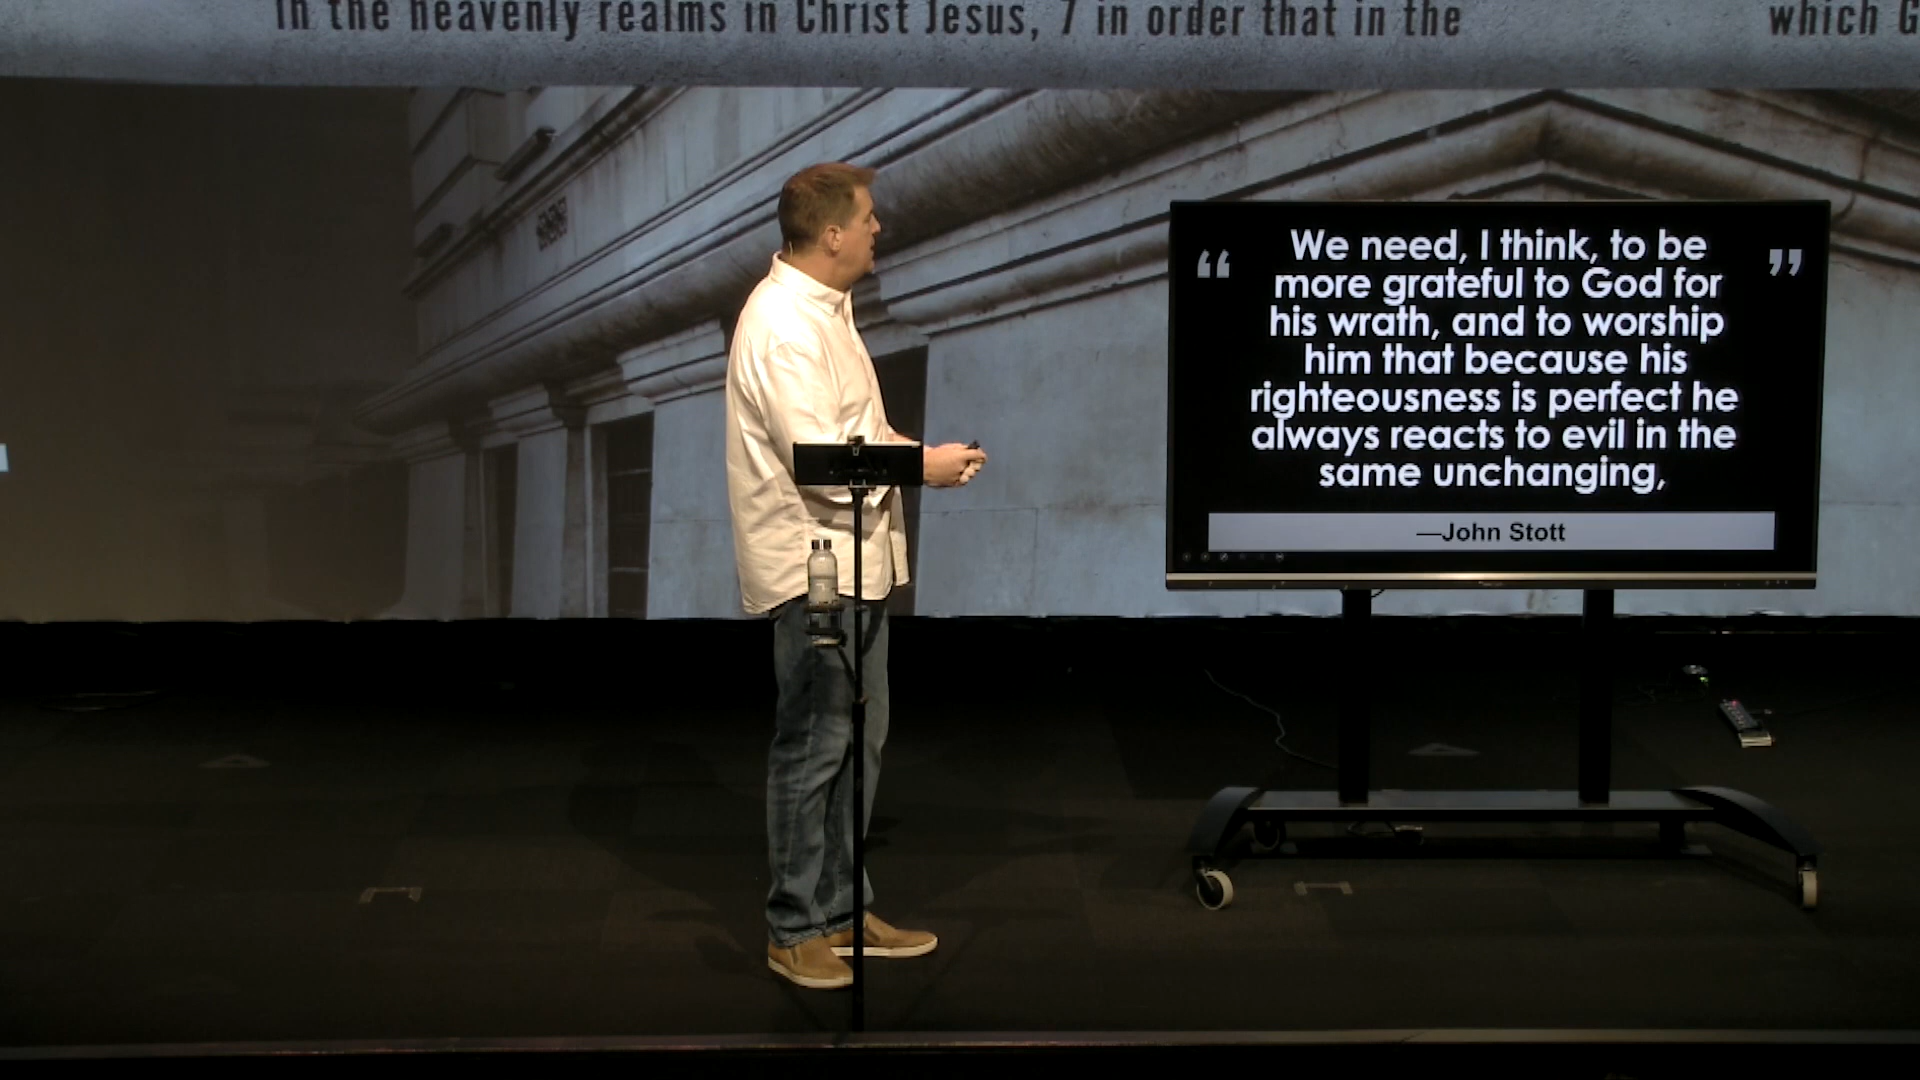 in the heavenly realms in Christ Jesus, 7 in order that in the
which G
“ We need, I think, to be ”
more grateful to God for
his wrath, and to worship
him that because his
righteousness is perfect he
always reacts to evil in the
same unchanging,
—John Stott